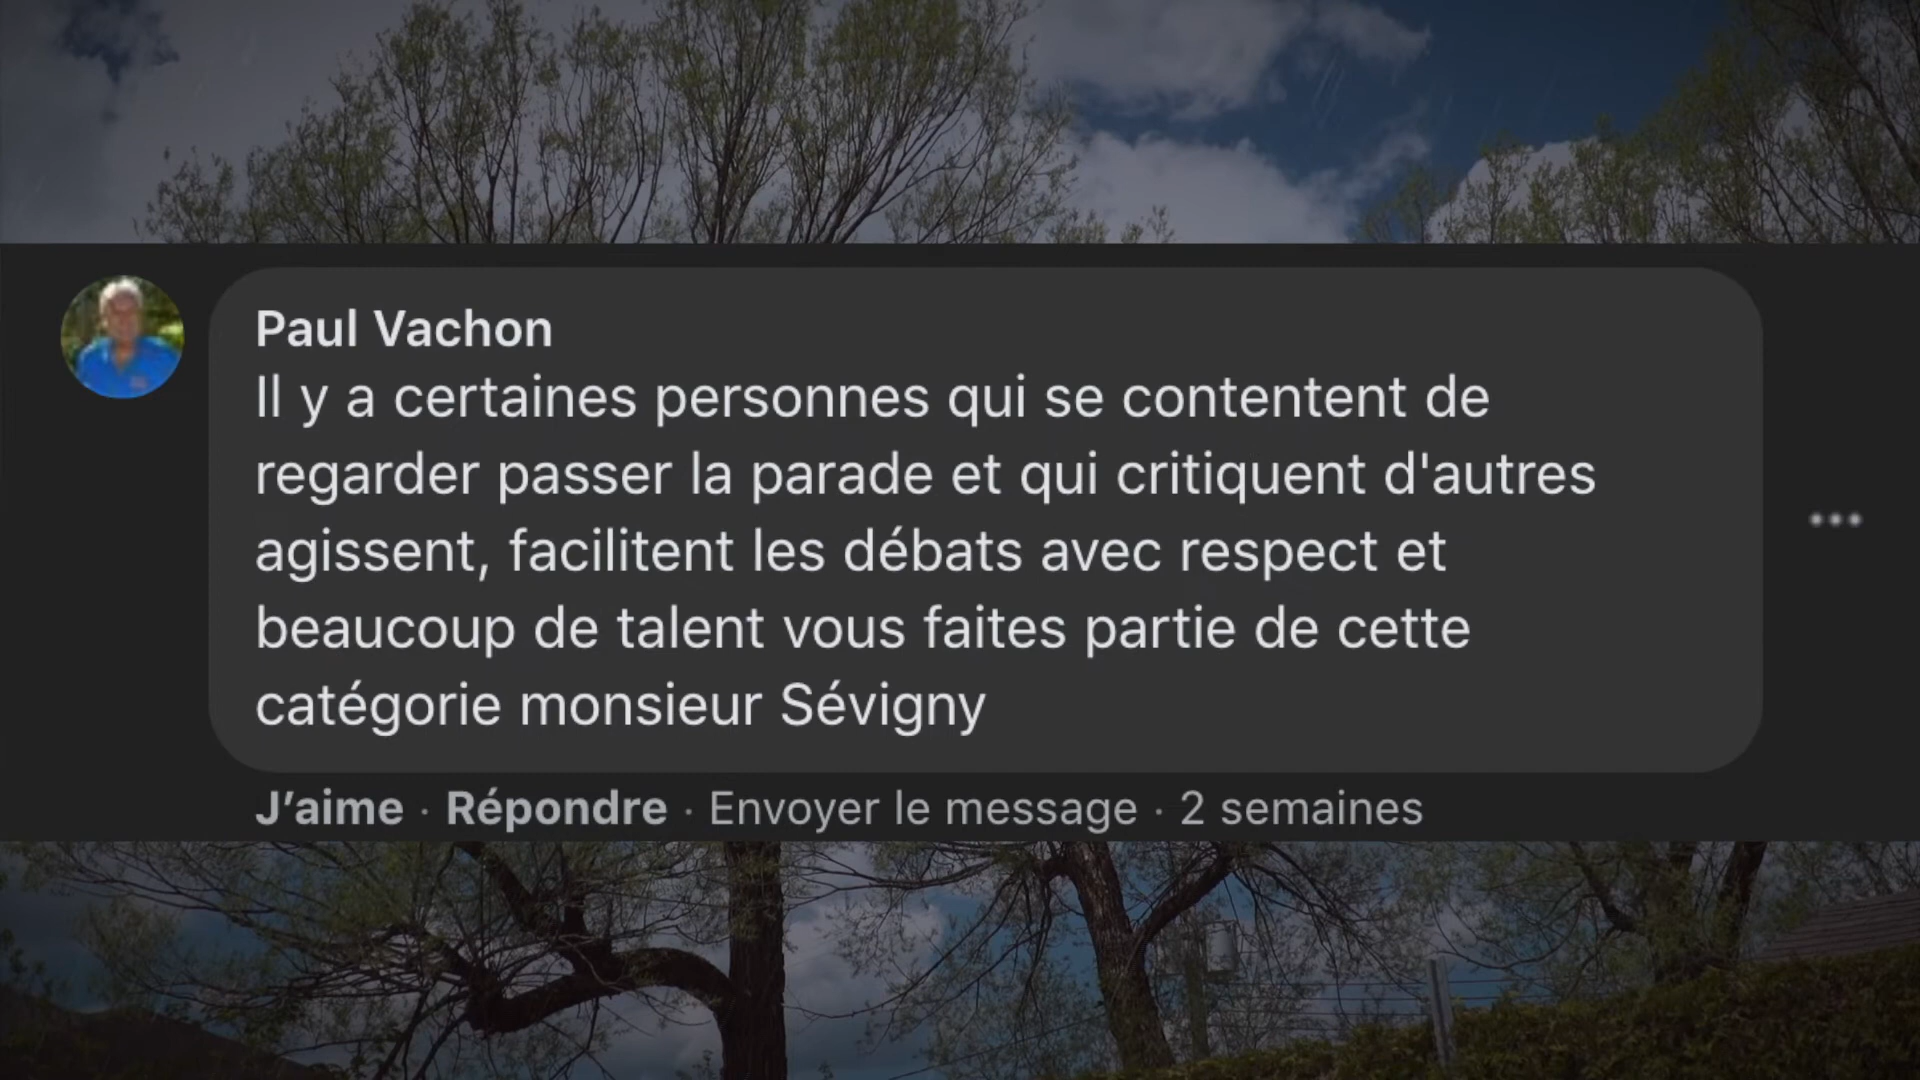 Paul Vachon
Il y a certaines personnes qui se contentent de
regarder passer la parade et qui critiquent d'autres
agissent, facilitent les débats avec respect et
beaucoup de talent vous faites partie de cette
catégorie monsieur Sévigny
J’aime · Répondre · Envoyer le message · 2 semaines